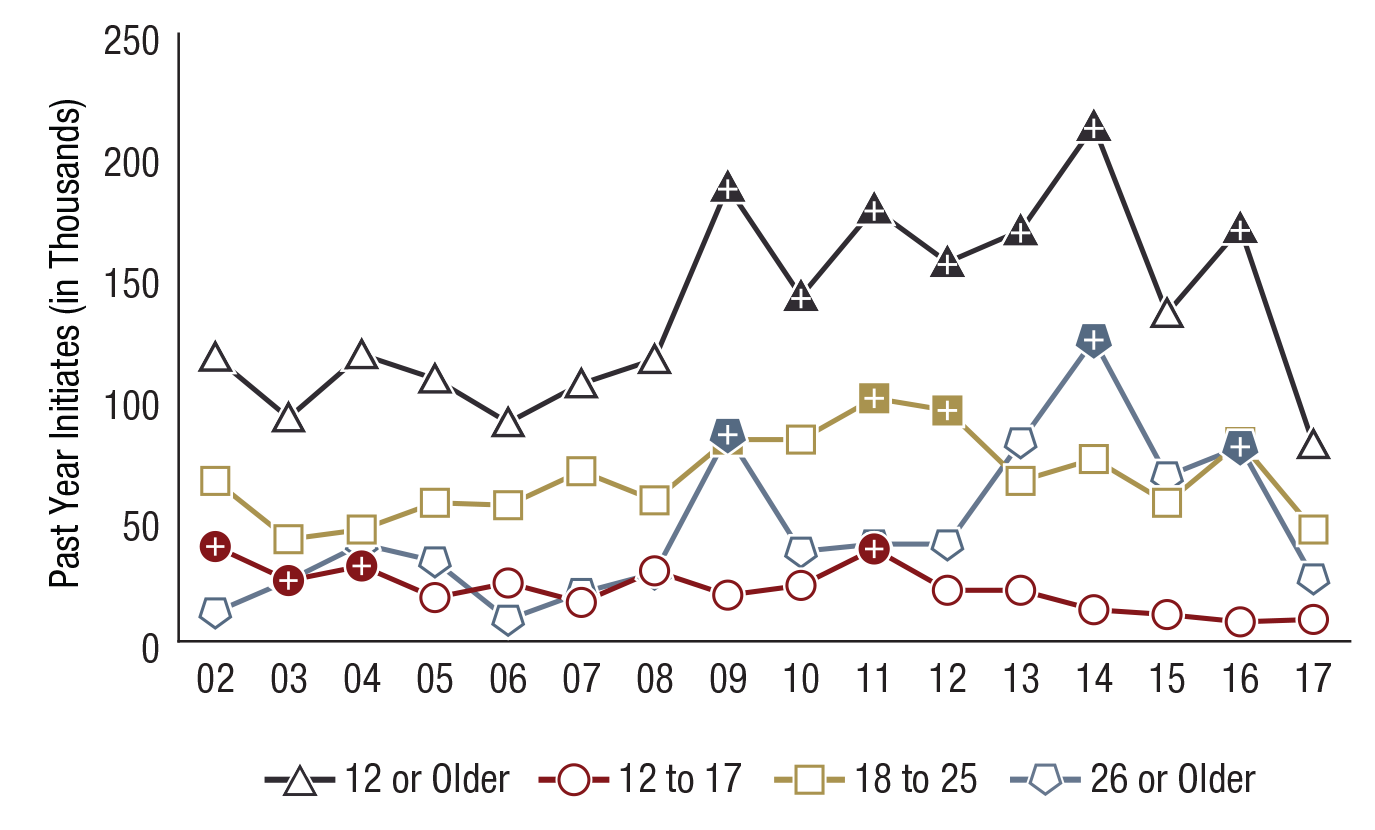 250
200
150
100
50
0
Past Year Initiates (in Thousands)
02 03 04 05 06 07 08 09 10 11 12 13 14 15 16 17
12 or Older 12 to 17 18 to 25 26 or Older